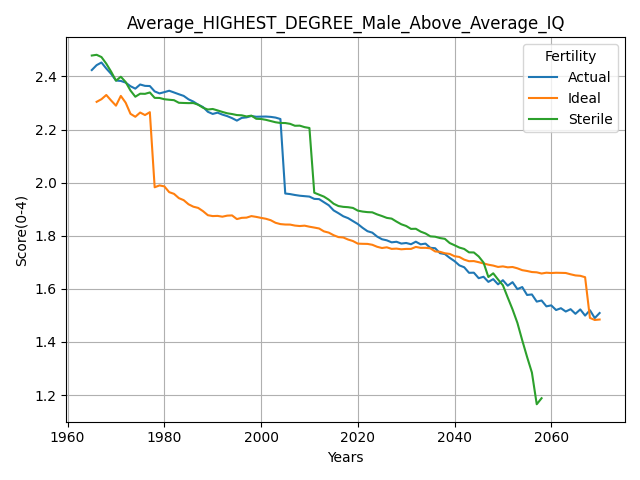 Average_HIGHEST_DEGREE_Male_Above_Average_IQ
Fertility
Actual
Ideal
Sterile
Score(0-4)
2.4
2.2
2.0
1.8
1.6
1.4
1.2
1960
1980
2000
2020
2040
2060
Years